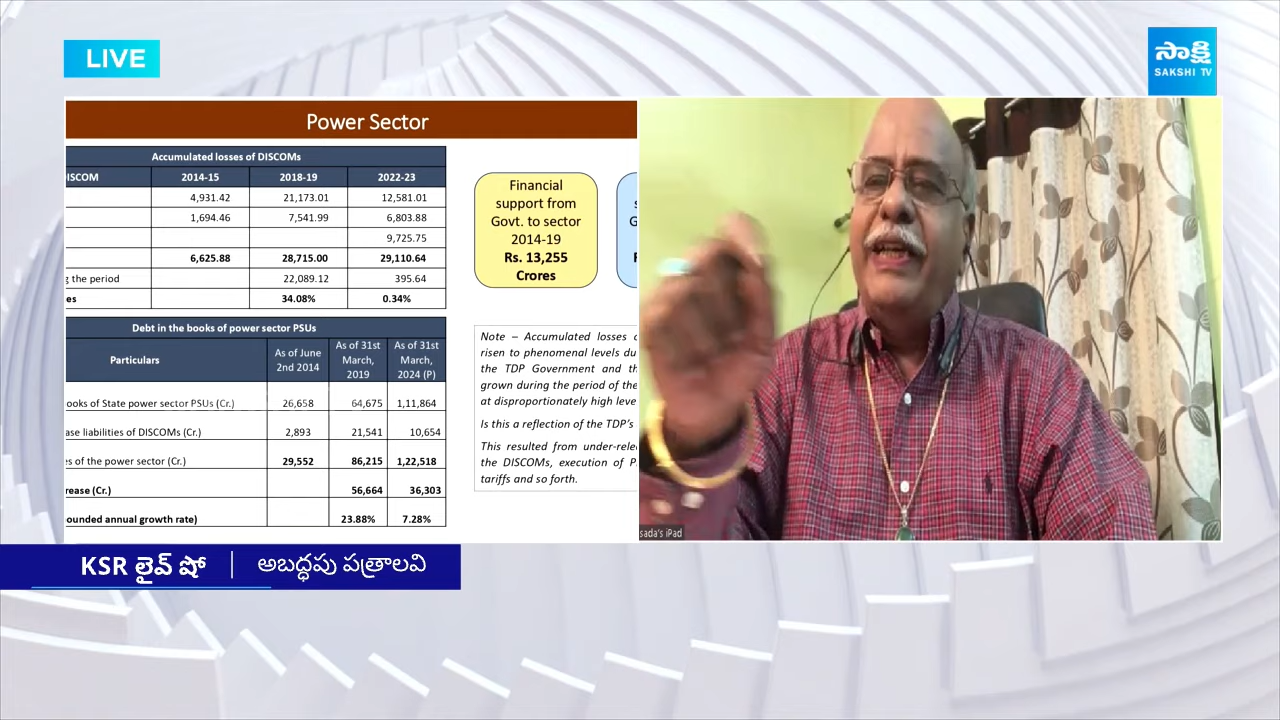 LIVE
సాక్షి
SAKSHI TV
Power Sector
Accumulated losses of DISCOMs
ISCOM 2014-15 2018-19 2022-23
4,931.42 21,173.01 12,581.01
1,694.46 7,541.99 6,803.88
9,725.75
6,625.88 28,715.00 29,110.64
g the period 22,089.12 395.64
es 34.08% 0.34%
Debt in the books of power sector PSUs
Particulars
As of June
2nd 2014
As of 31st
March,
2019
As of 31st
March,
2024 (P)
ooks of State power sector PSUs (Cr.) 26,658 64,675 1,11,864
ase liabilities of DISCOMs (Cr.) 2,893 21,541 10,654
es of the power sector (Cr.) 29,552 86,215 1,22,518
rease (Cr.) 56,664 36,303
ounded annual growth rate) 23.88% 7.28%
Financial
support from
Govt. to sector
2014-19
Rs. 13,255
Crores
Note – Accumulated losses
risen to phenomenal levels du
the TDP Government and th
grown during the period of the
at disproportionately high leve
Is this a reflection of the TDP's
This resulted from under-relea
the DISCOMs, execution of P
tariffs and so forth.
sada's iPad
KSR లైవ్ షో | అబద్ధపు పత్రాలవి